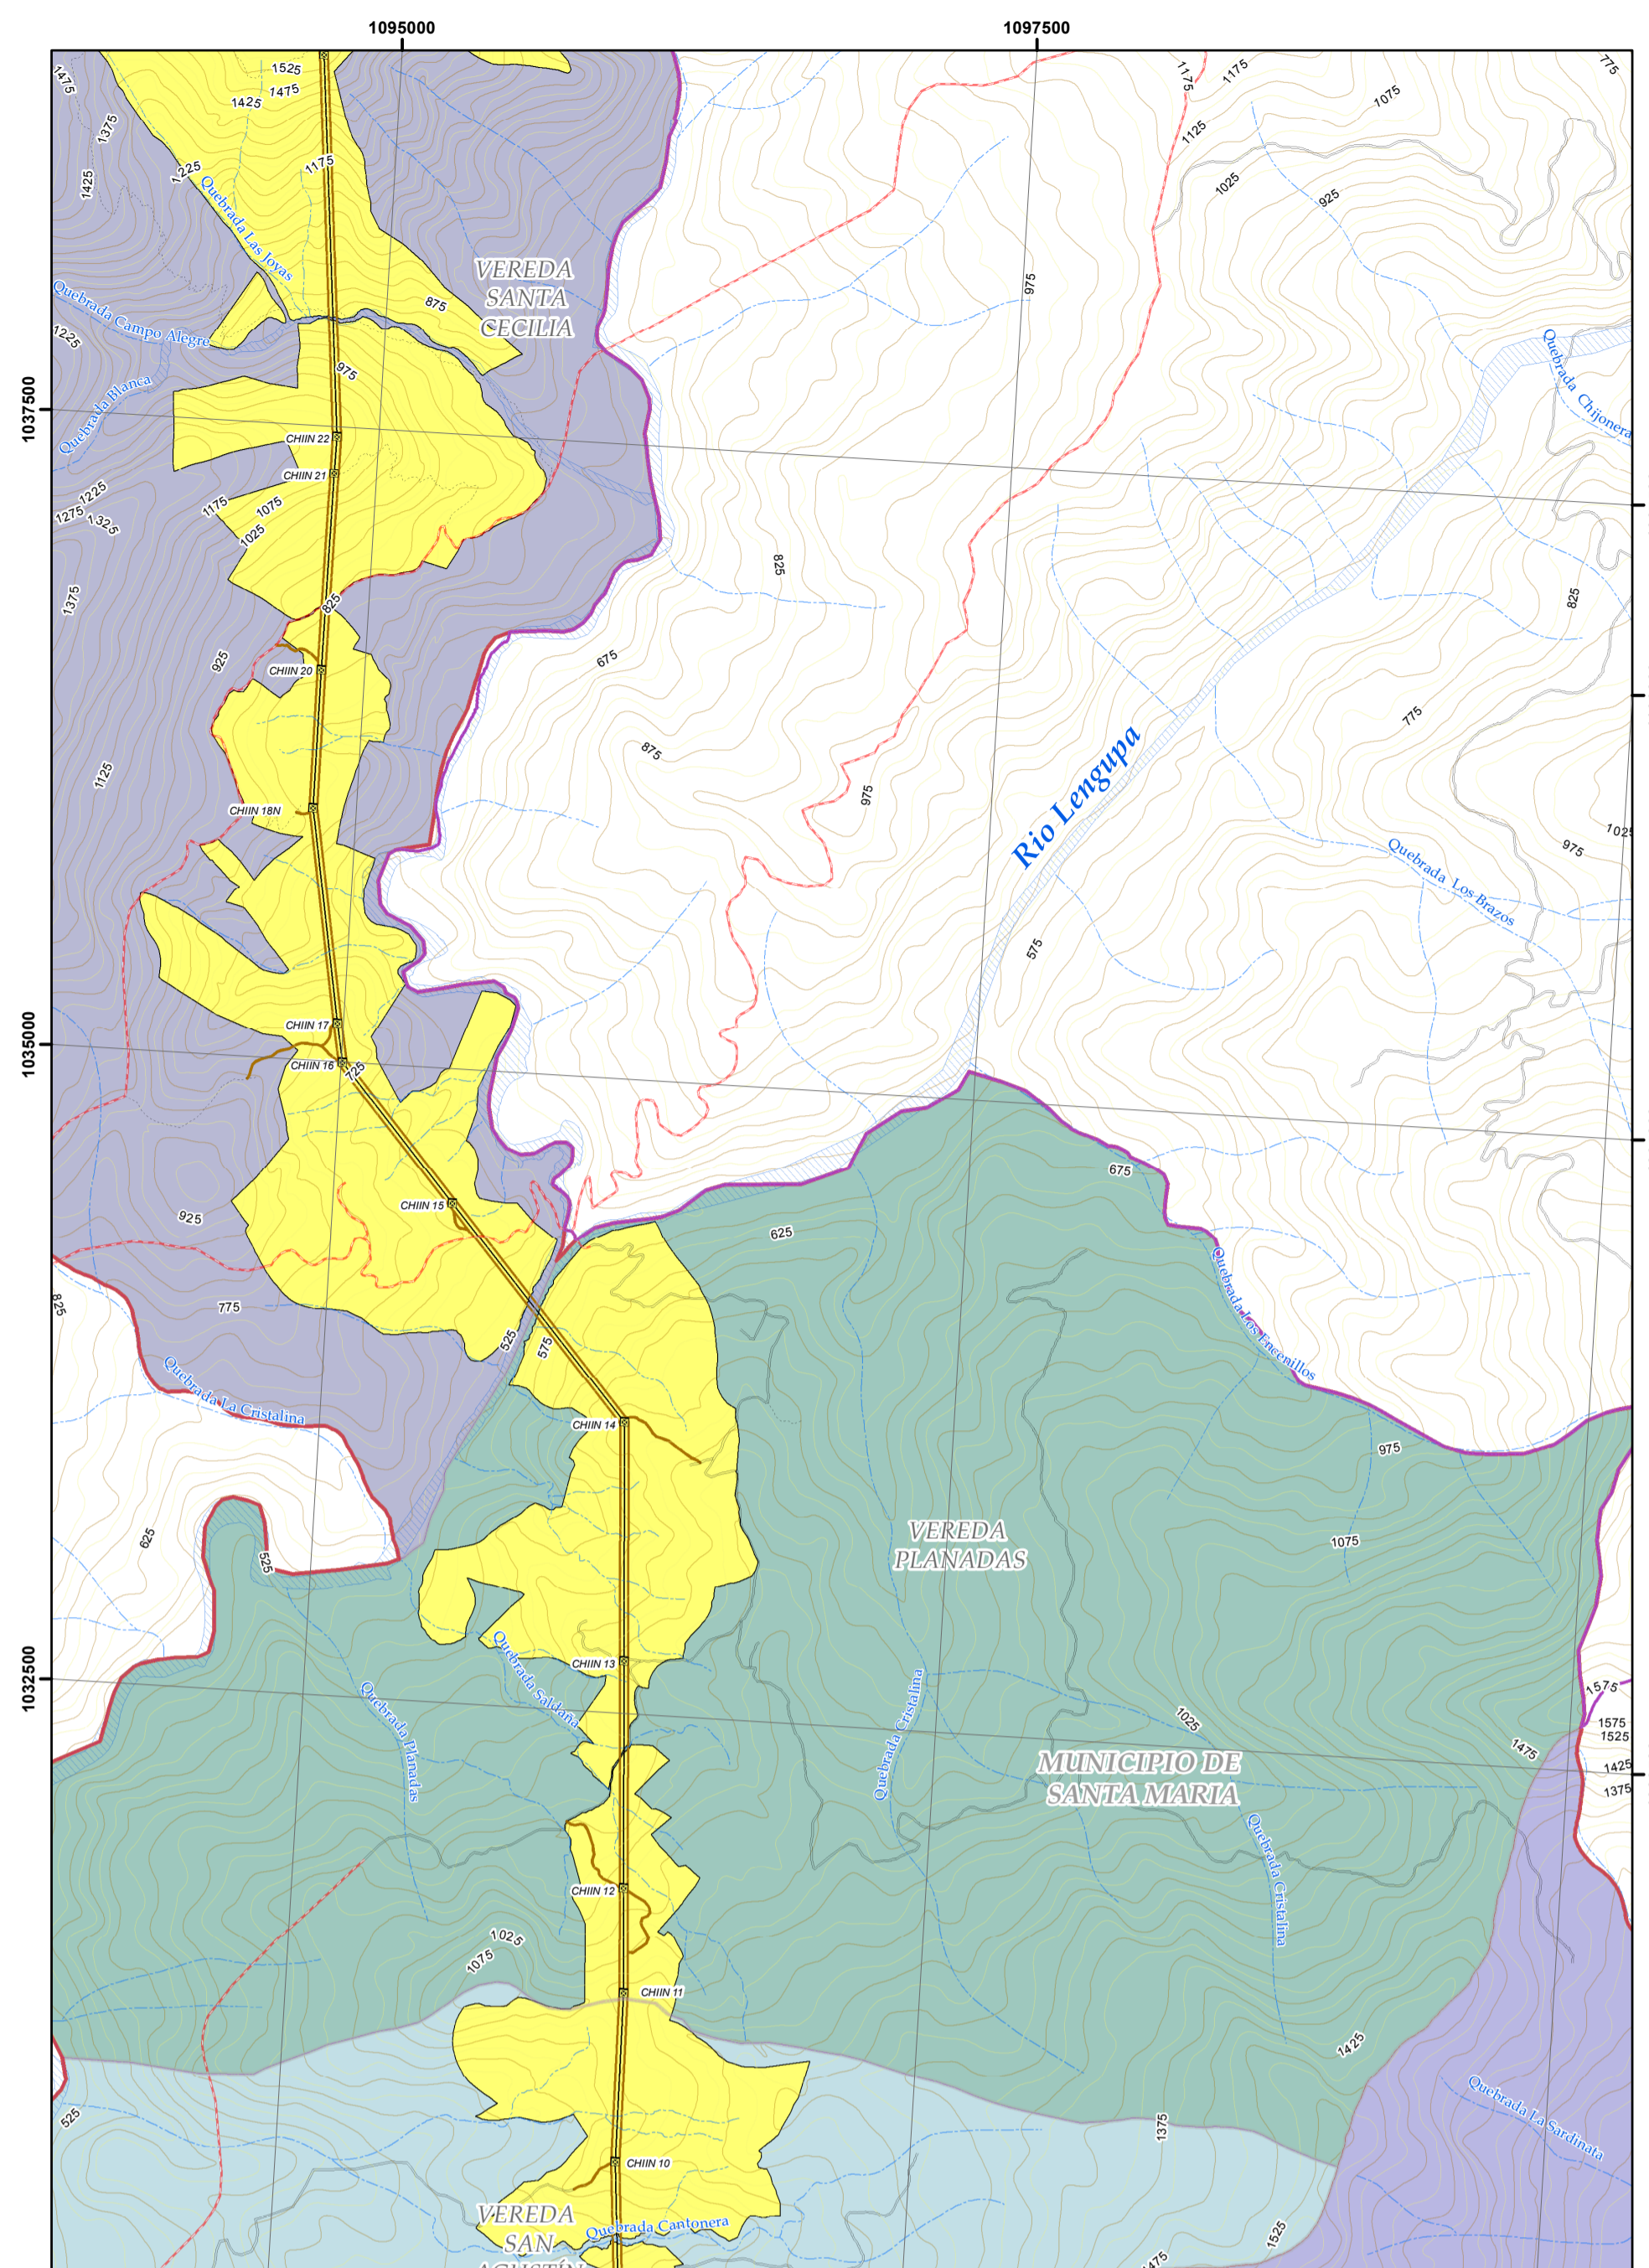 1095000
1097500
1475
1525
1475
1425
1375
1425
1225
1175
Quebrada Las Joyas
1175
1175
1125
1075
1025
925
775
VEREDA
SANTA
CECILIA
875
975
Quebrada Campo Alegre
1225
Quebrada Blanca
975
Quebrada Chijonera
1037500
CHIIN 22
CHIIN 21
1225
1275
1325
1175
1075
1025
1375
825
825
825
925
CHIIN 20
675
875
775
1125
CHIIN 18N
975
Rio Lengupa
1025
975
Quebrada Los Brazos
575
1035000
CHIIN 17
CHIIN 16
725
675
CHIIN 15
925
625
825
775
525
575
Quebrada Los Encenillos
Quebrada La Cristalina
CHIIN 14
975
625
525
VEREDA
PLANADAS
1075
1032500
CHIIN 13
Quebrada Saldaña
Quebrada Planadas
Quebrada Cristalina
1025
1575
1575
1525
1475
1425
1375
MUNICIPIO DE
SANTA MARIA
Quebrada Cristalina
CHIIN 12
1025
1075
CHIIN 11
1425
525
1375
Quebrada La Sardinata
CHIIN 10
VEREDA
SAN
AGUSTÍN
Quebrada Cantonera
1525
1475